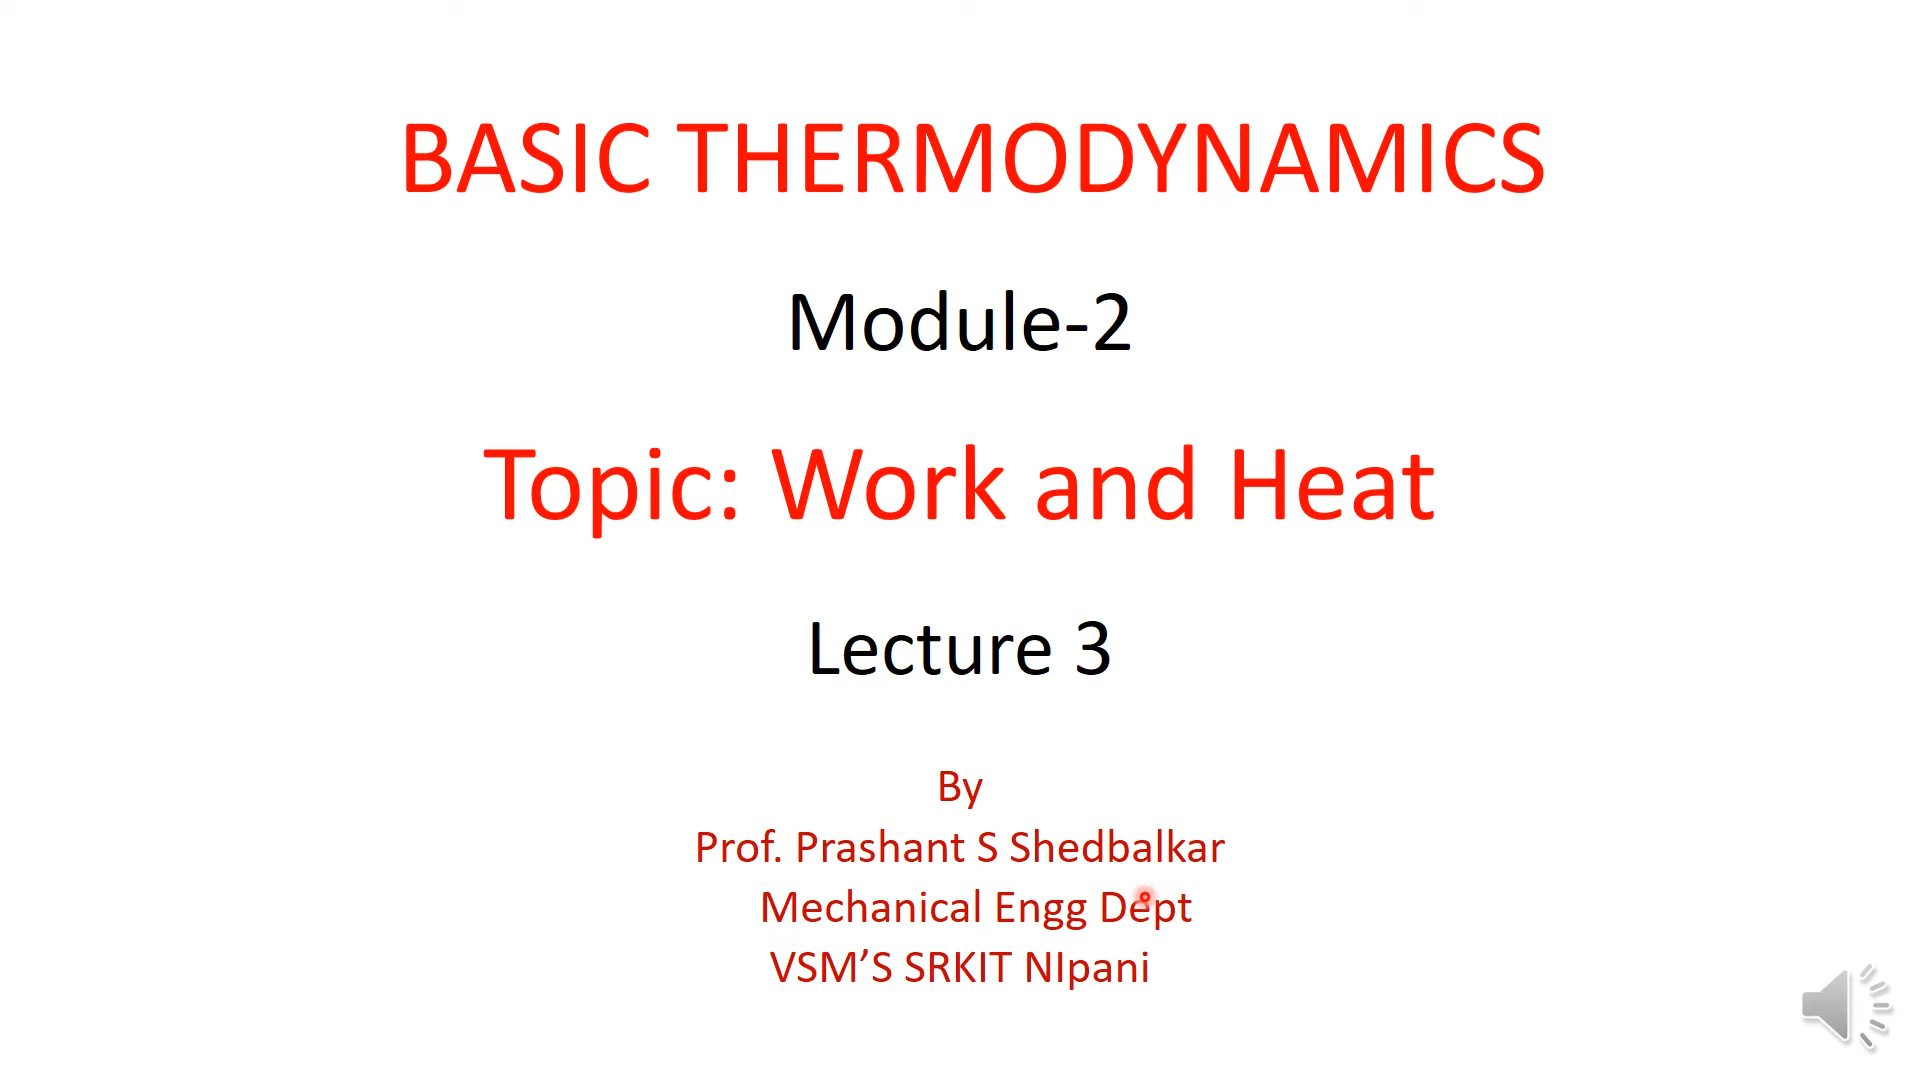 BASIC THERMODYNAMICS
Module-2
Topic: Work and Heat
Lecture 3
By
Prof. Prashant S Shedbalkar
Mechanical Engg Dept
VSM’S SRKIT NIpani